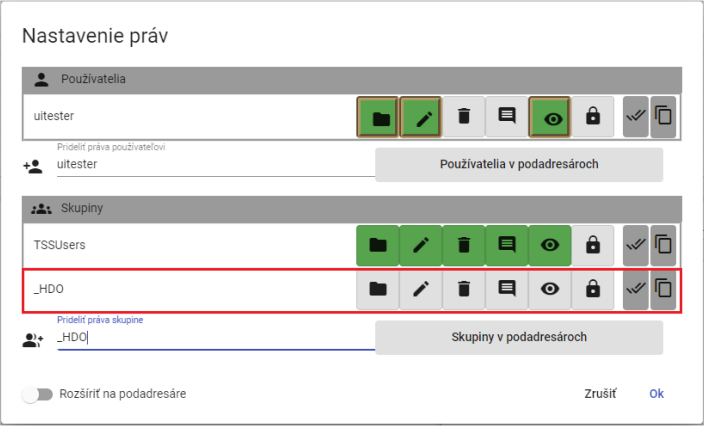 Nastavenie práv
Používatelia
uitester
Prideliť práva používateľovi
uitester
Používatelia v podadresároch
Skupiny
TSSUsers
_HDO
Prideliť práva skupine
_HDO
Skupiny v podadresároch
Rozšíriť na podadresáre
Zrušiť
Ok